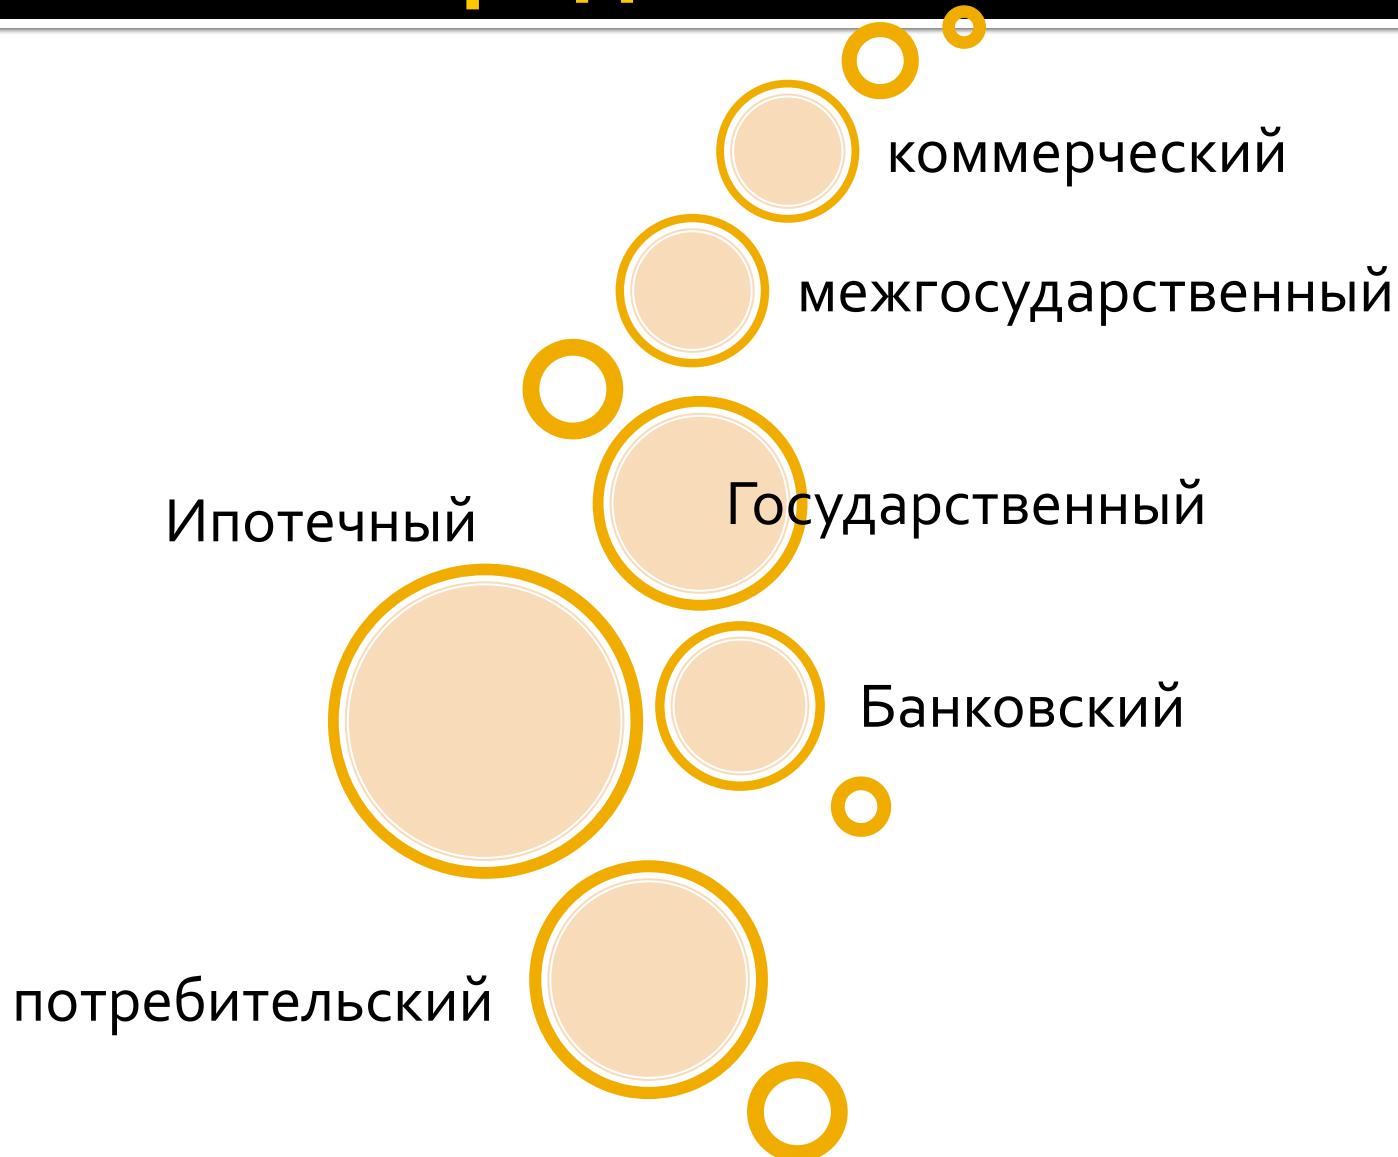 коммерческий
межгосударственный
Государственный
Ипотечный
Банковский
потребительский